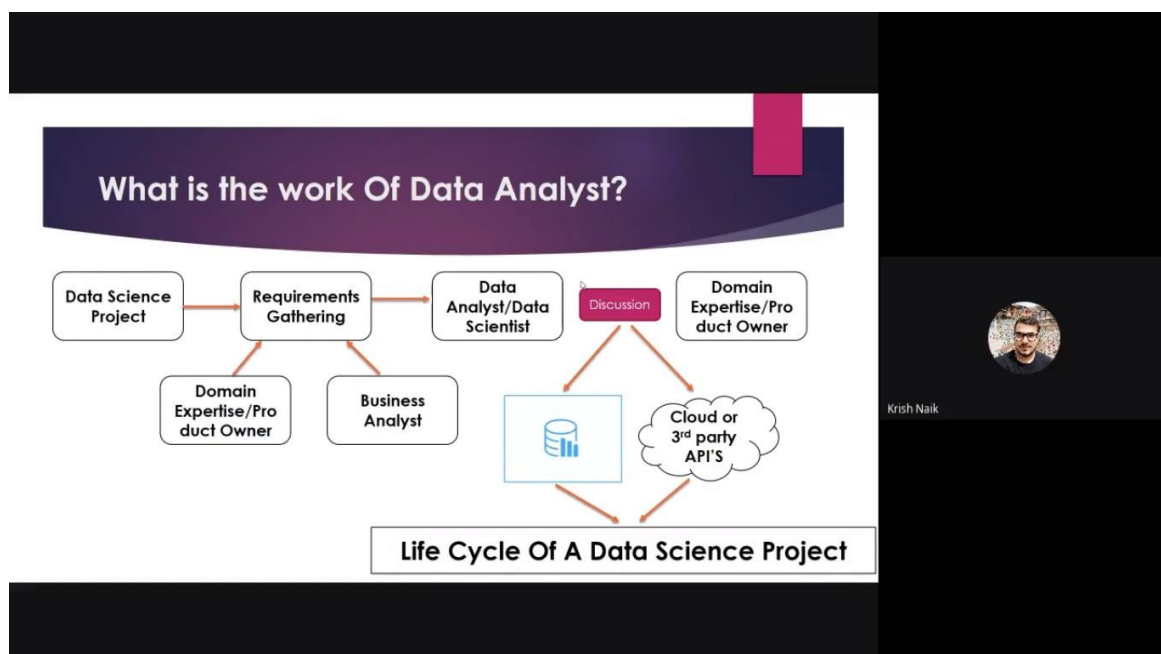 What is the work Of Data Analyst?
Data Science
Project
Requirements
Gathering
Data
Analyst/Data
Scientist
Discussion
Domain
Expertise/Pro
duct Owner
Domain
Expertise/Pro
duct Owner
Business
Analyst
Cloud or
3rd party
API'S
Krish Naik
Life Cycle Of A Data Science Project